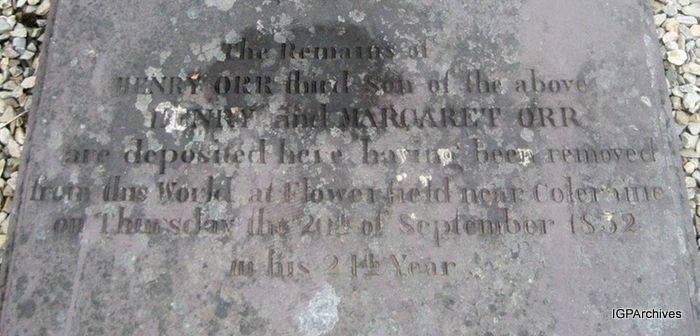 The Remains of
HENRY ORR third Son of the above
HENRY and MARGARET ORR
are deposited here having been removed
from this World at Flowerfield near Coleraine
on Thursday the 20th of September 1832
in his 24th Year
IGPArchives